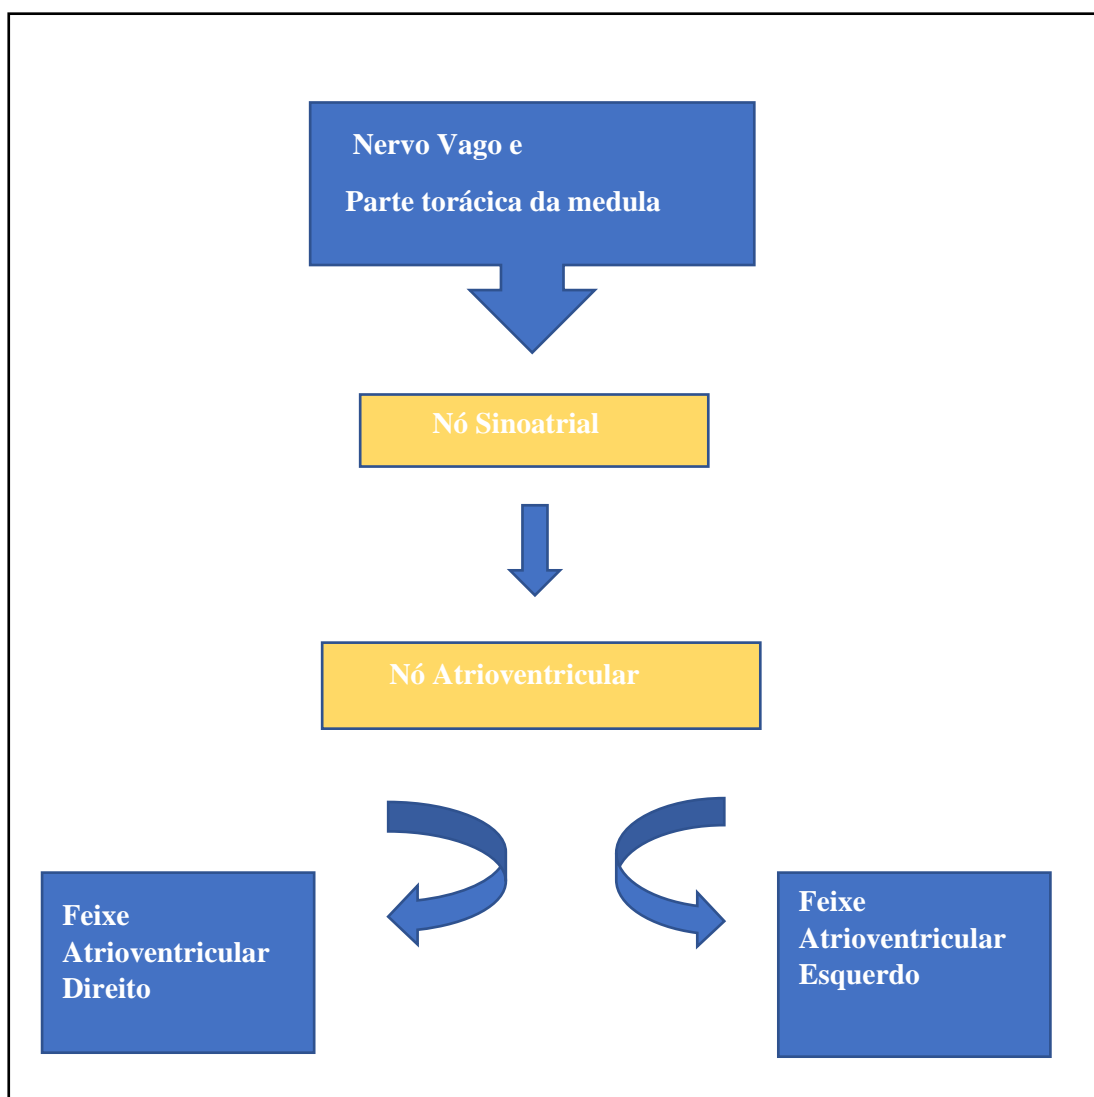 Nervo Vago e
Parte torácica da medula
Nó Sinoatrial
Nó Atrioventricular
Feixe
Atrioventricular
Direito
Feixe
Atrioventricular
Esquerdo